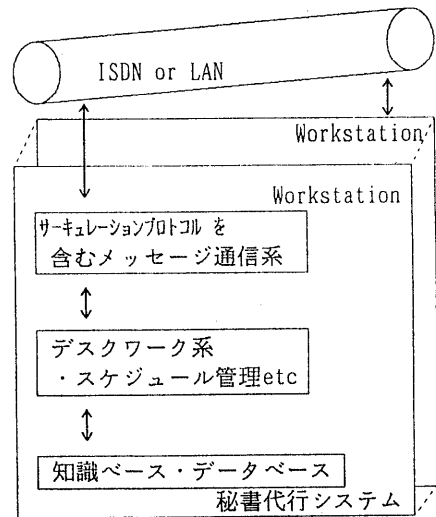 ISDN or LAN
Workstation
Workstation
サーキュレーションプロトコル を
含むメッセージ通信系
デスクワーク系
・スケジュール管理etc
知識ベース・データベース
秘書代行システム